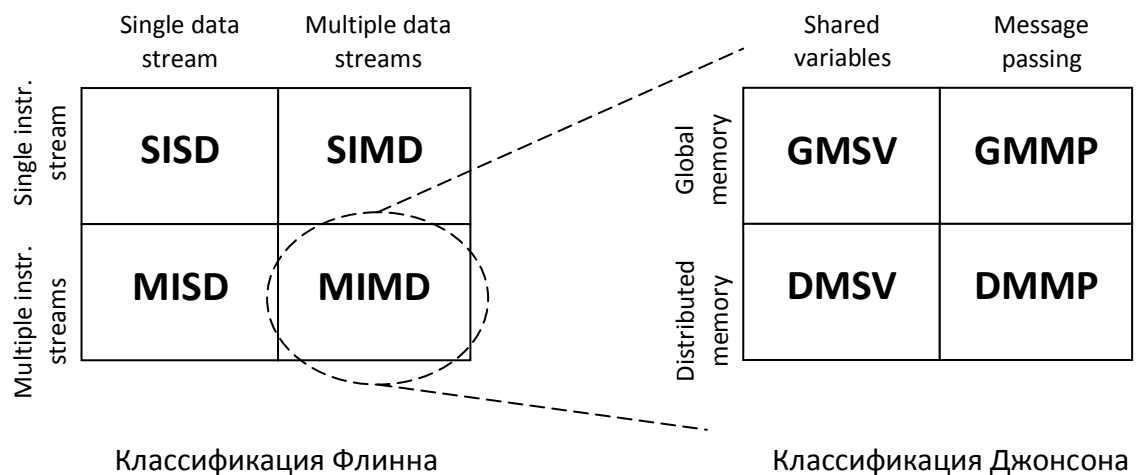 Single data
stream
Multiple data
streams
Single instr.
stream
SISD
SIMD
Multiple instr.
streams
MISD
MIMD
Классификация Флинна
Shared
variables
Message
passing
Global
memory
GMSV
GMMP
Distributed
memory
DMSV
DMMP
Классификация Джонсона